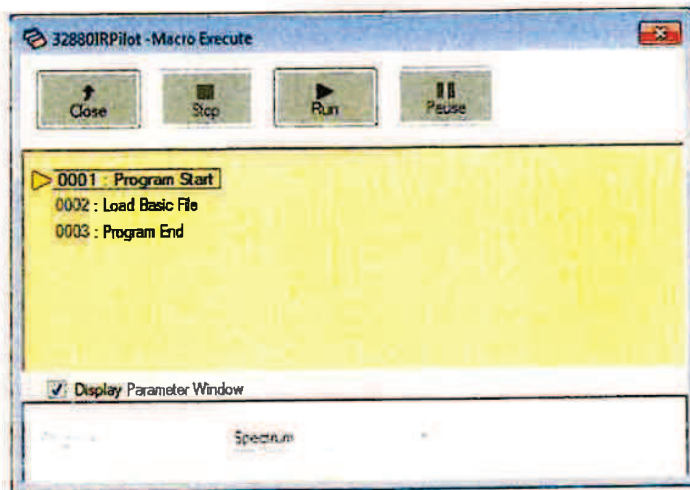 32880IRPilot - Macro Execute
Close
Stop
Run
Pause
0001 : Program Start
0002 : Load Basic File
0003 : Program End
Display Parameter Window
Spectrum